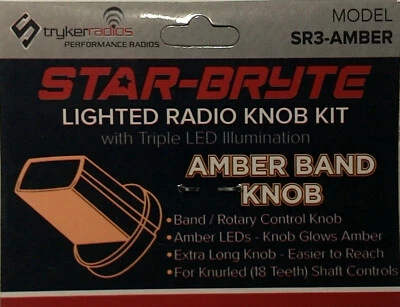 SR
strykerradios
PERFORMANCE RADIOS
MODEL
SR3-AMBER
STAR-BRYTE
LIGHTED RADIO KNOB KIT
with Triple LED Illumination
AMBER BAND
KNOB
• Band / Rotary Control Knob
• Amber LEDs - Knob Glows Amber
• Extra Long Knob - Easier to Reach
• For Knurled (18 Teeth) Shaft Controls